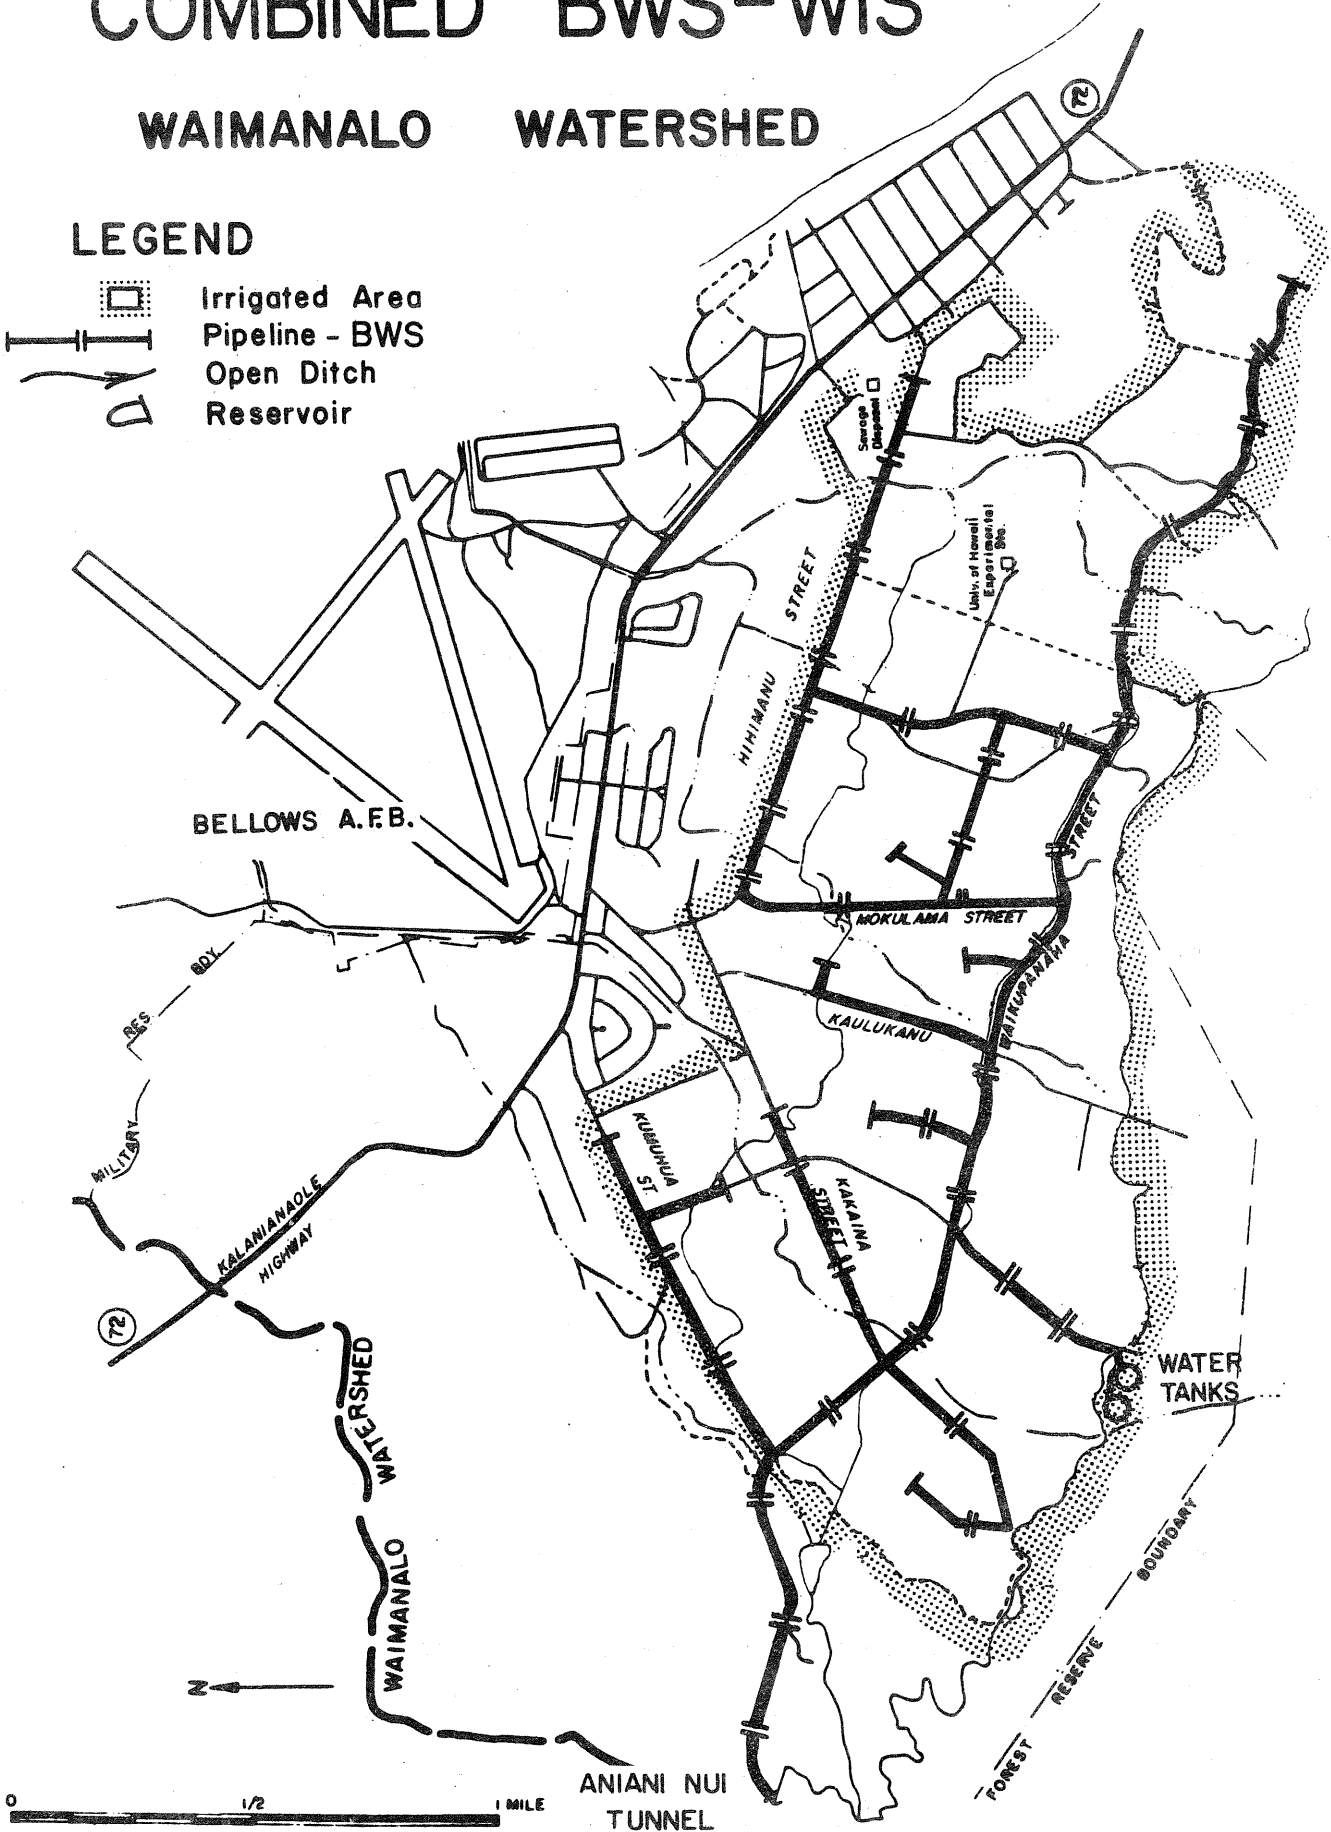 COMBINED BWS-WIS
WAIMANALO WATERSHED
LEGEND
Irrigated Area
Pipeline - BWS
Open Ditch
Reservoir
72
Sewage
Disposal
Univ. of Hawaii
Experimental
Sta.
HIHIMANU STREET
BELLOWS A.F.B.
STREET
MOKULAMA STREET
WAIKUPANAHA
KAULUKANU
MILITARY RES BDY.
KUMUHUA
ST.
KAKAINA
STREET
KALANIANAOLE
HIGHWAY
72
WATER
TANKS
WAIMANALO WATERSHED
FOREST RESERVE BOUNDARY
N
0 1/2 1 MILE
ANIANI NUI
TUNNEL